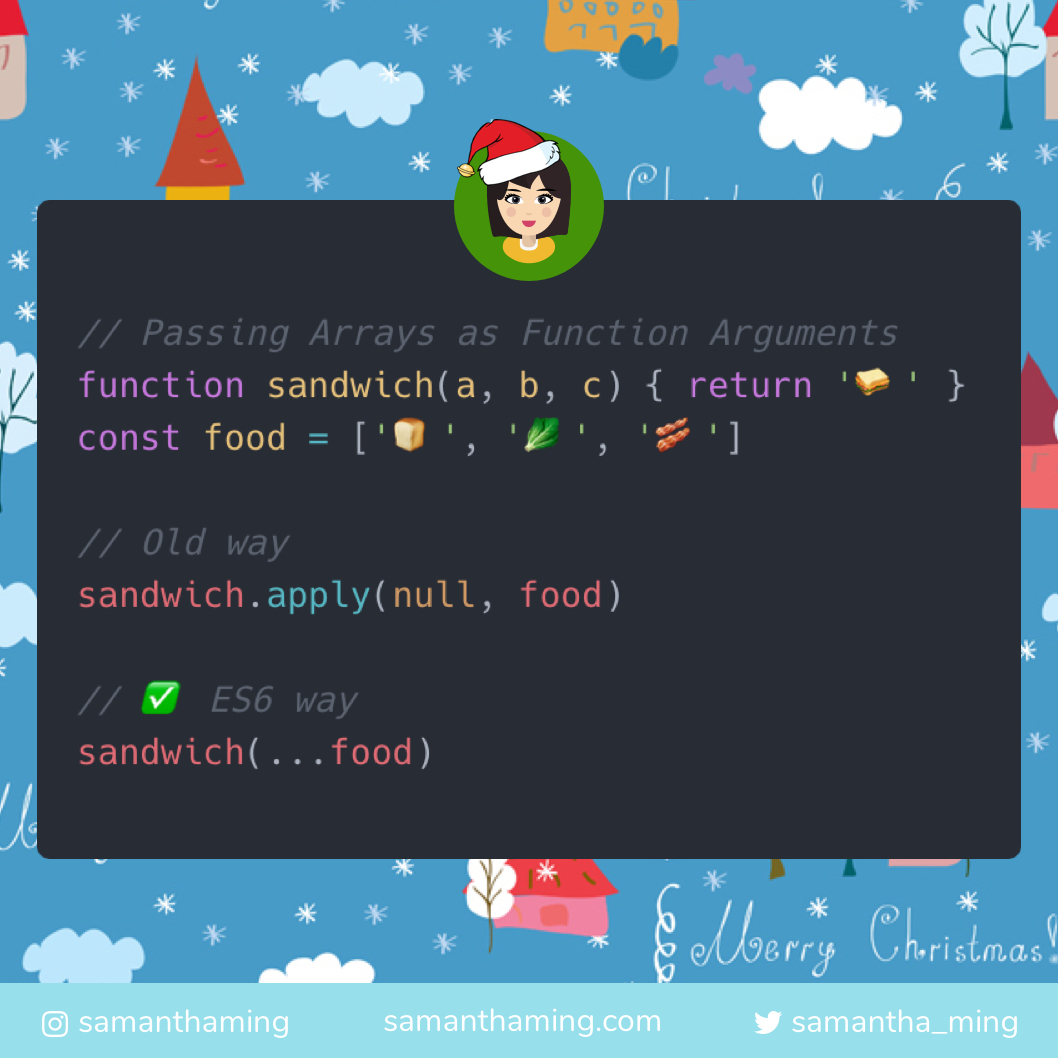 // Passing Arrays as Function Arguments
function sandwich(a, b, c) { return '🥪 ' }
const food = ['🍞 ', '🥬 ', '🥓 ']
// Old way
sandwich.apply(null, food)
// ✅ ES6 way
sandwich(...food)
Merry Christmas!
samanthaming
samanthaming.com
samantha_ming